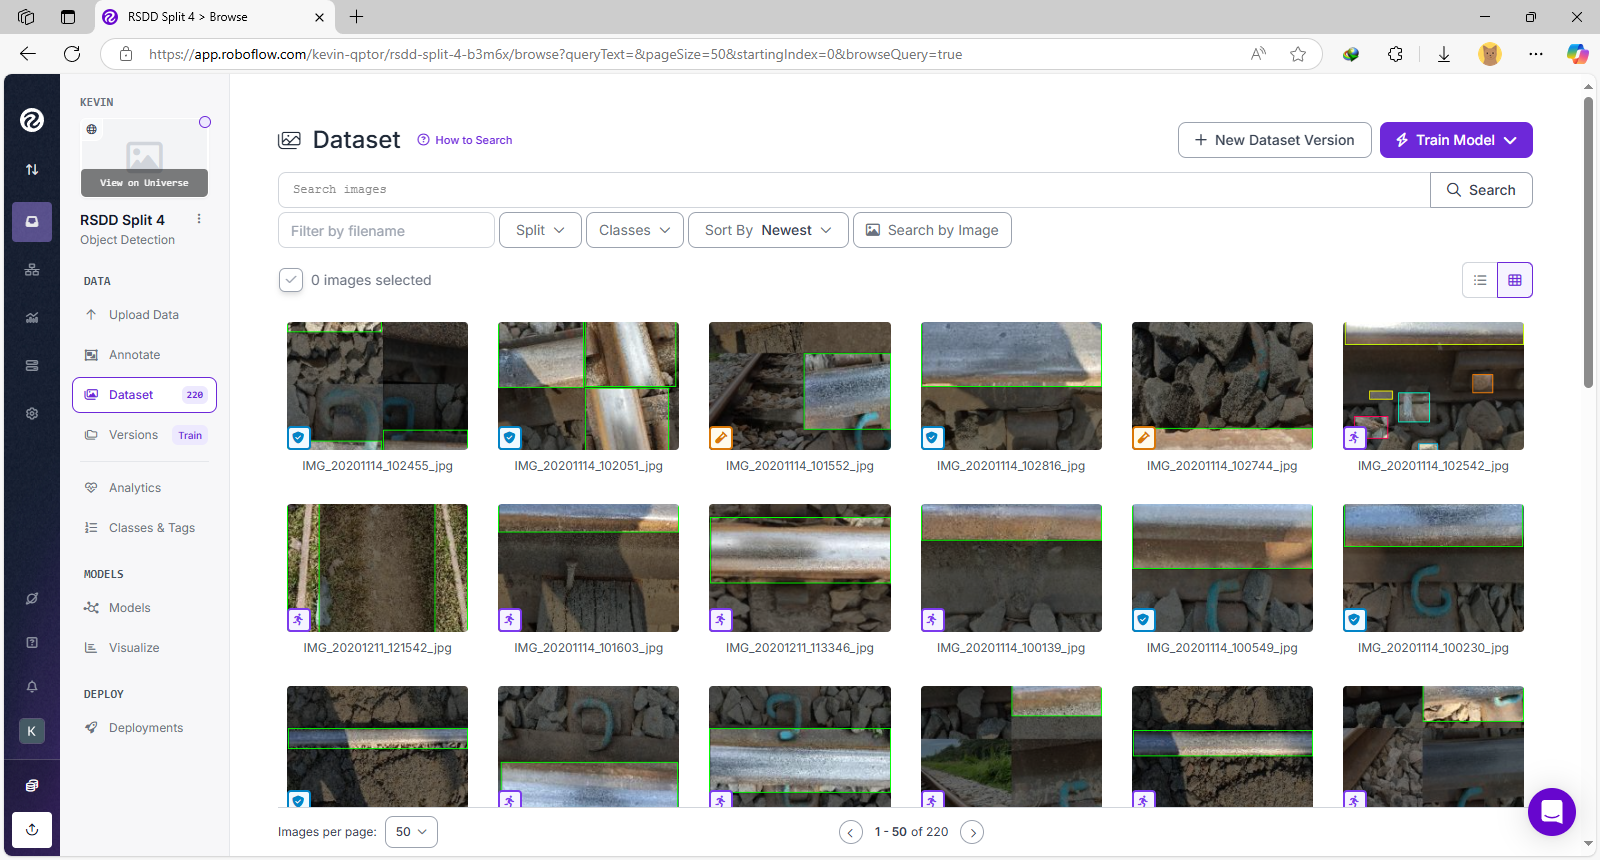 RSDD Split 4 > Browse
https://app.roboflow.com/kevin-qptor/rsdd-split-4-b3m6x/browse?queryText=&pageSize=50&startingIndex=0&browseQuery=true
KEVIN
View on Universe
RSDD Split 4
Object Detection
DATA
Upload Data
Annotate
Dataset 220
Versions Train
Analytics
Classes & Tags
MODELS
Models
Visualize
DEPLOY
Deployments
K
Dataset
How to Search
New Dataset Version
Train Model
Search images
Search
Filter by filename
Split
Classes
Sort By Newest
Search by Image
0 images selected
IMG_20201114_102455_jpg
IMG_20201114_102051_jpg
IMG_20201114_101552_jpg
IMG_20201114_102816_jpg
IMG_20201114_102744_jpg
IMG_20201114_102542_jpg
IMG_20201211_121542_jpg
IMG_20201114_101603_jpg
IMG_20201211_113346_jpg
IMG_20201114_100139_jpg
IMG_20201114_100549_jpg
IMG_20201114_100230_jpg
Images per page: 50
1 - 50 of 220